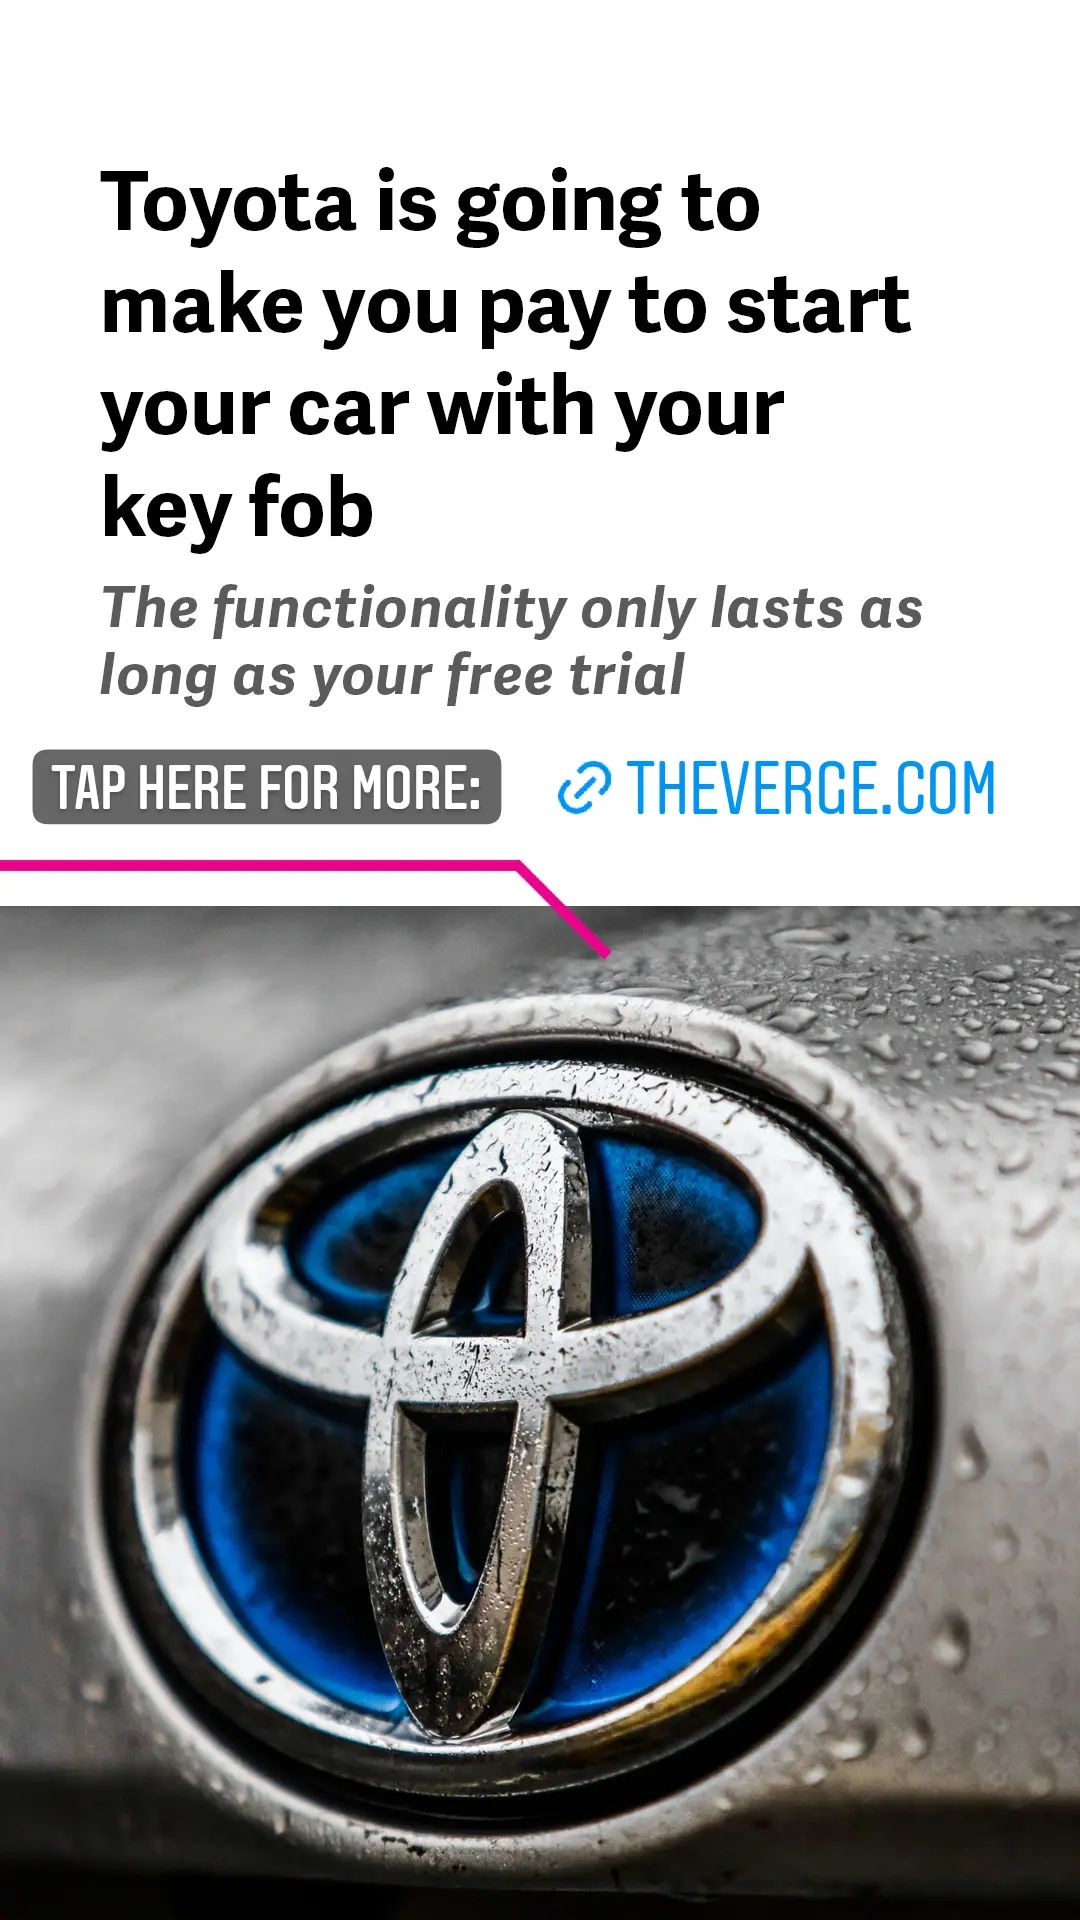 Toyota is going to
make you pay to start
your car with your
key fob
The functionality only lasts as
long as your free trial
TAP HERE FOR MORE:
THEVERGE.COM